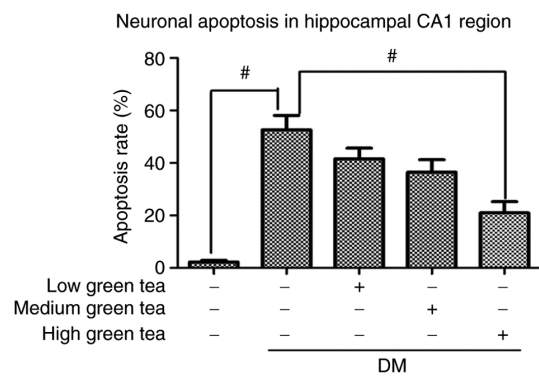 Neuronal apoptosis in hippocampal CA1 region
#
#
Apoptosis rate (%)
80
60
40
20
0
Low green tea – – + – –
Medium green tea – – – + –
High green tea – – – – +
DM